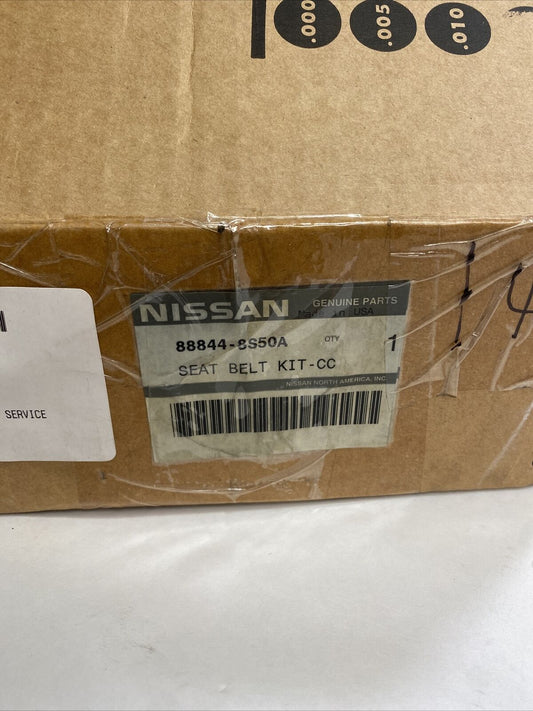 .000 .005 .010
NISSAN GENUINE PARTS
Made in USA
88844-8S50A QTY 1
SEAT BELT KIT-CC
NISSAN NORTH AMERICA, INC.
SERVICE
14